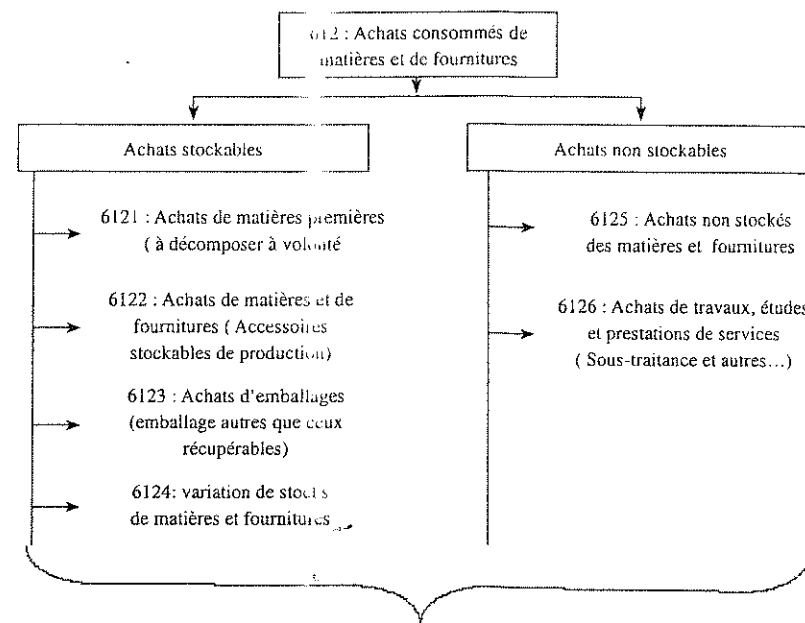 612 : Achats consommés de
matières et de fournitures
Achats stockables
6121 : Achats de matières premières
( à décomposer à volonté
6122 : Achats de matières et de
fournitures ( Accessoires
stockables de production)
6123 : Achats d'emballages
(emballage autres que ceux
récupérables)
6124: variation de stocks
de matières et fournitures
Achats non stockables
6125 : Achats non stockés
des matières et fournitures
6126 : Achats de travaux, études
et prestations de services
( Sous-traitance et autres...)